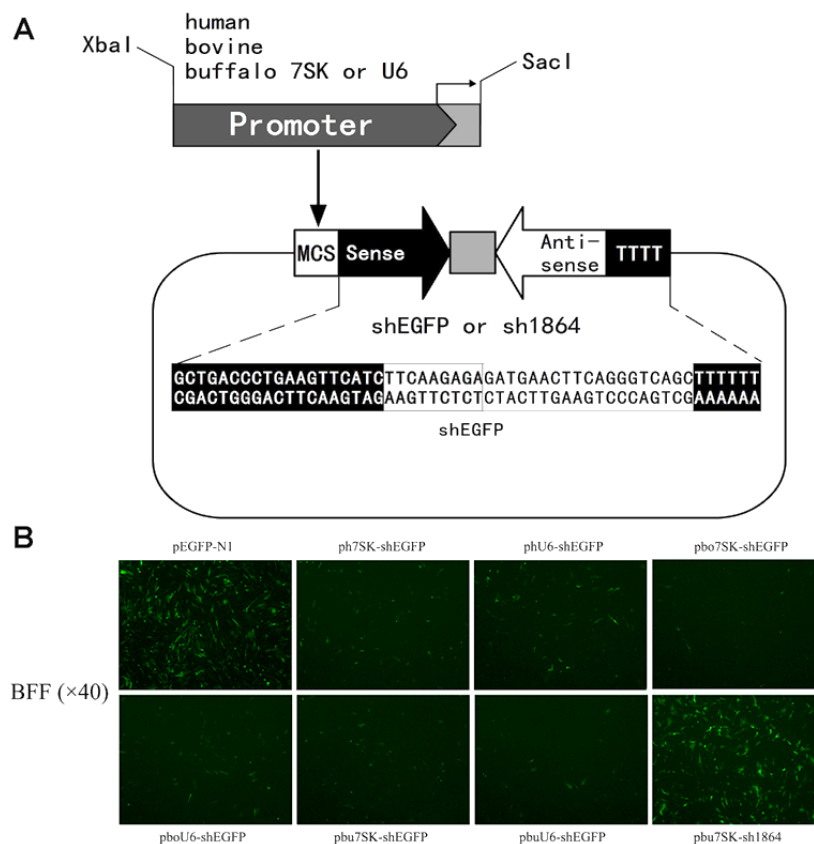 A
human
bovine
buffalo 7SK or U6
XbaI
SacI
Promoter
MCS
Sense
Anti-
sense
TTTT
shEGFP or sh1864
GCTGACCCTGAAGTTCATCTTCAAGAGAGATGAACTTCAGGGTCAGCTTTTTT
CGACTGGGACTTCAAGTAGAAGTTCTCTCTACTTGAAGTCCCAGTCGAAAAAA
shEGFP
B
pEGFP-N1
ph7SK-shEGFP
phU6-shEGFP
pbo7SK-shEGFP
BFF (×40)
pboU6-shEGFP
pbu7SK-shEGFP
pbuU6-shEGFP
pbu7SK-sh1864